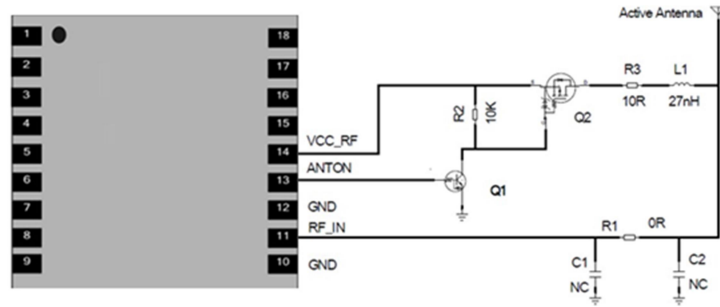 Active Antenna
1
18
2
17
3
16
4
15
R3
L1
10R
27nH
R2
10K
Q2
VCC_RF
5
14
ANTON
6
13
Q1
7
12
GND
RF_IN
8
11
R1
0R
9
10
GND
C1
NC
C2
NC